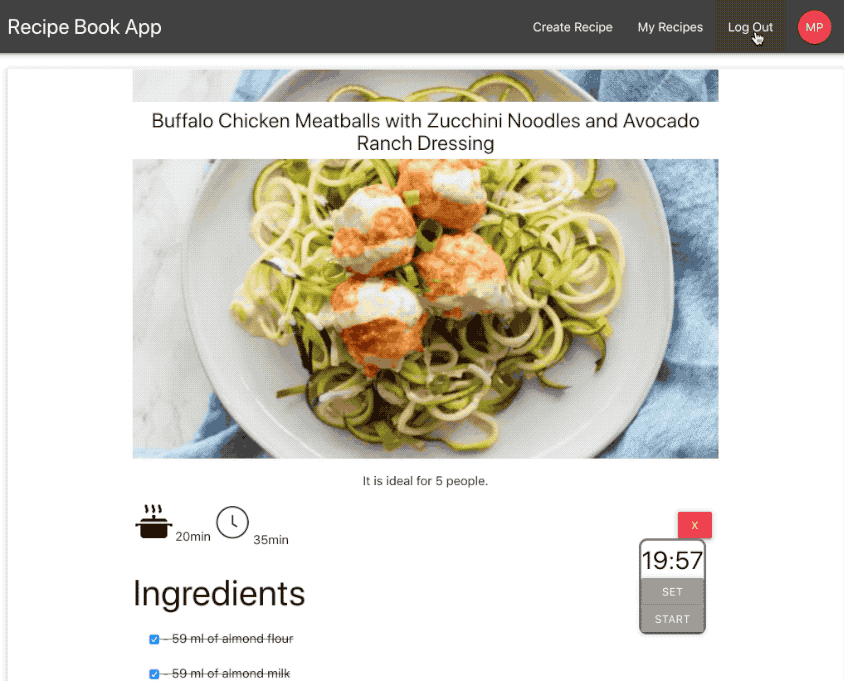 Recipe Book App
Create Recipe
My Recipes
Log Out
MP
Buffalo Chicken Meatballs with Zucchini Noodles and Avocado
Ranch Dressing
It is ideal for 5 people.
20min
35min
X
19:57
SET
START
Ingredients
- 59 ml of almond flour
- 59 ml of almond milk